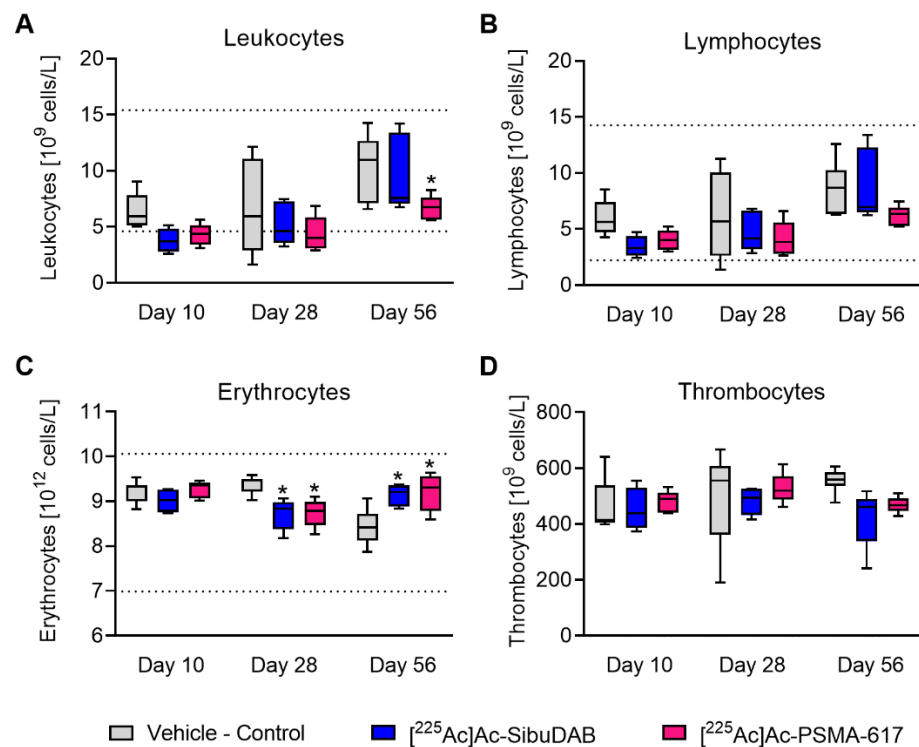 A
Leukocytes
Leukocytes [10⁹ cells/L]
20
15
10
5
0
*
Day 10 Day 28 Day 56
B
Lymphocytes
Lymphocytes [10⁹ cells/L]
20
15
10
5
0
Day 10 Day 28 Day 56
C
Erythrocytes
Erythrocytes [10¹² cells/L]
11
10
9
8
7
6
* *
* *
Day 10 Day 28 Day 56
D
Thrombocytes
Thrombocytes [10⁹ cells/L]
800
600
400
200
0
Day 10 Day 28 Day 56
Vehicle - Control [²²⁵Ac]Ac-SibuDAB [²²⁵Ac]Ac-PSMA-617